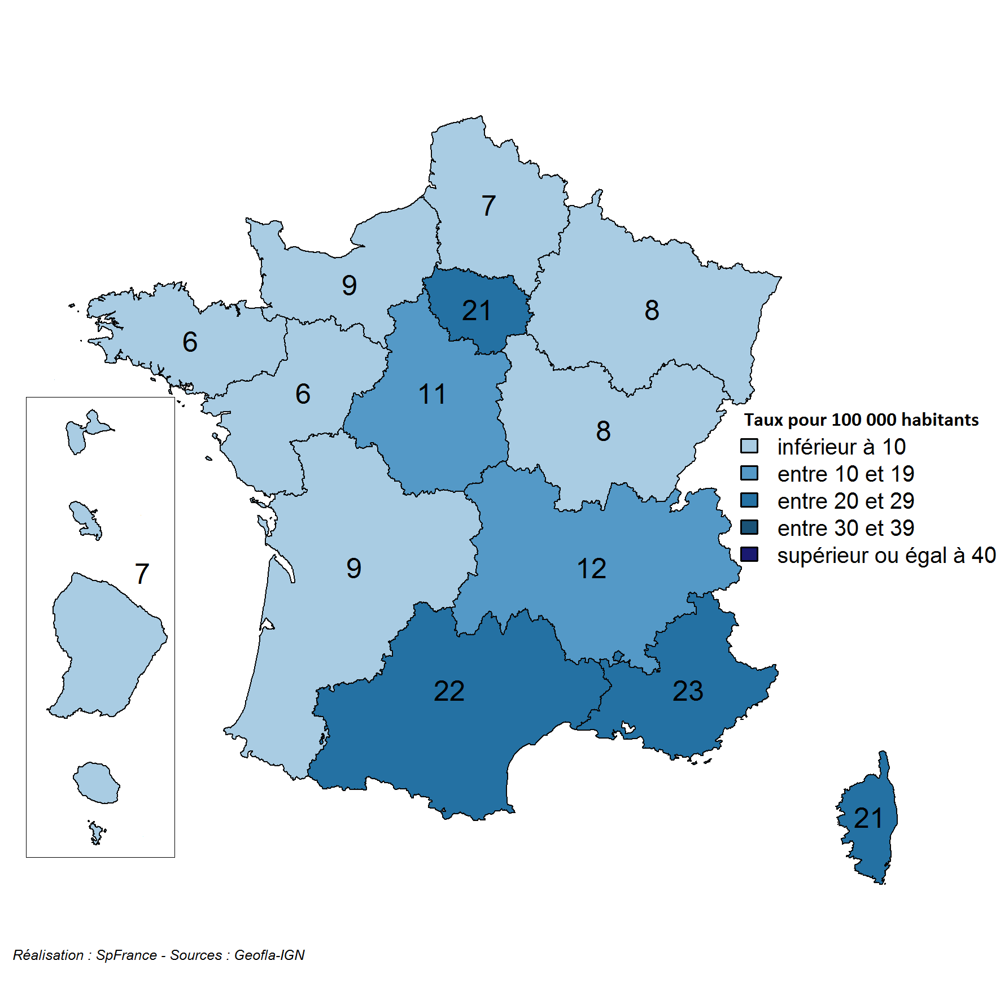 7
9
21
8
6
6
11
8
Taux pour 100 000 habitants
inférieur à 10
entre 10 et 19
entre 20 et 29
entre 30 et 39
supérieur ou égal à 40
7
9
12
22
23
21
Réalisation : SpFrance - Sources : Geofla-IGN